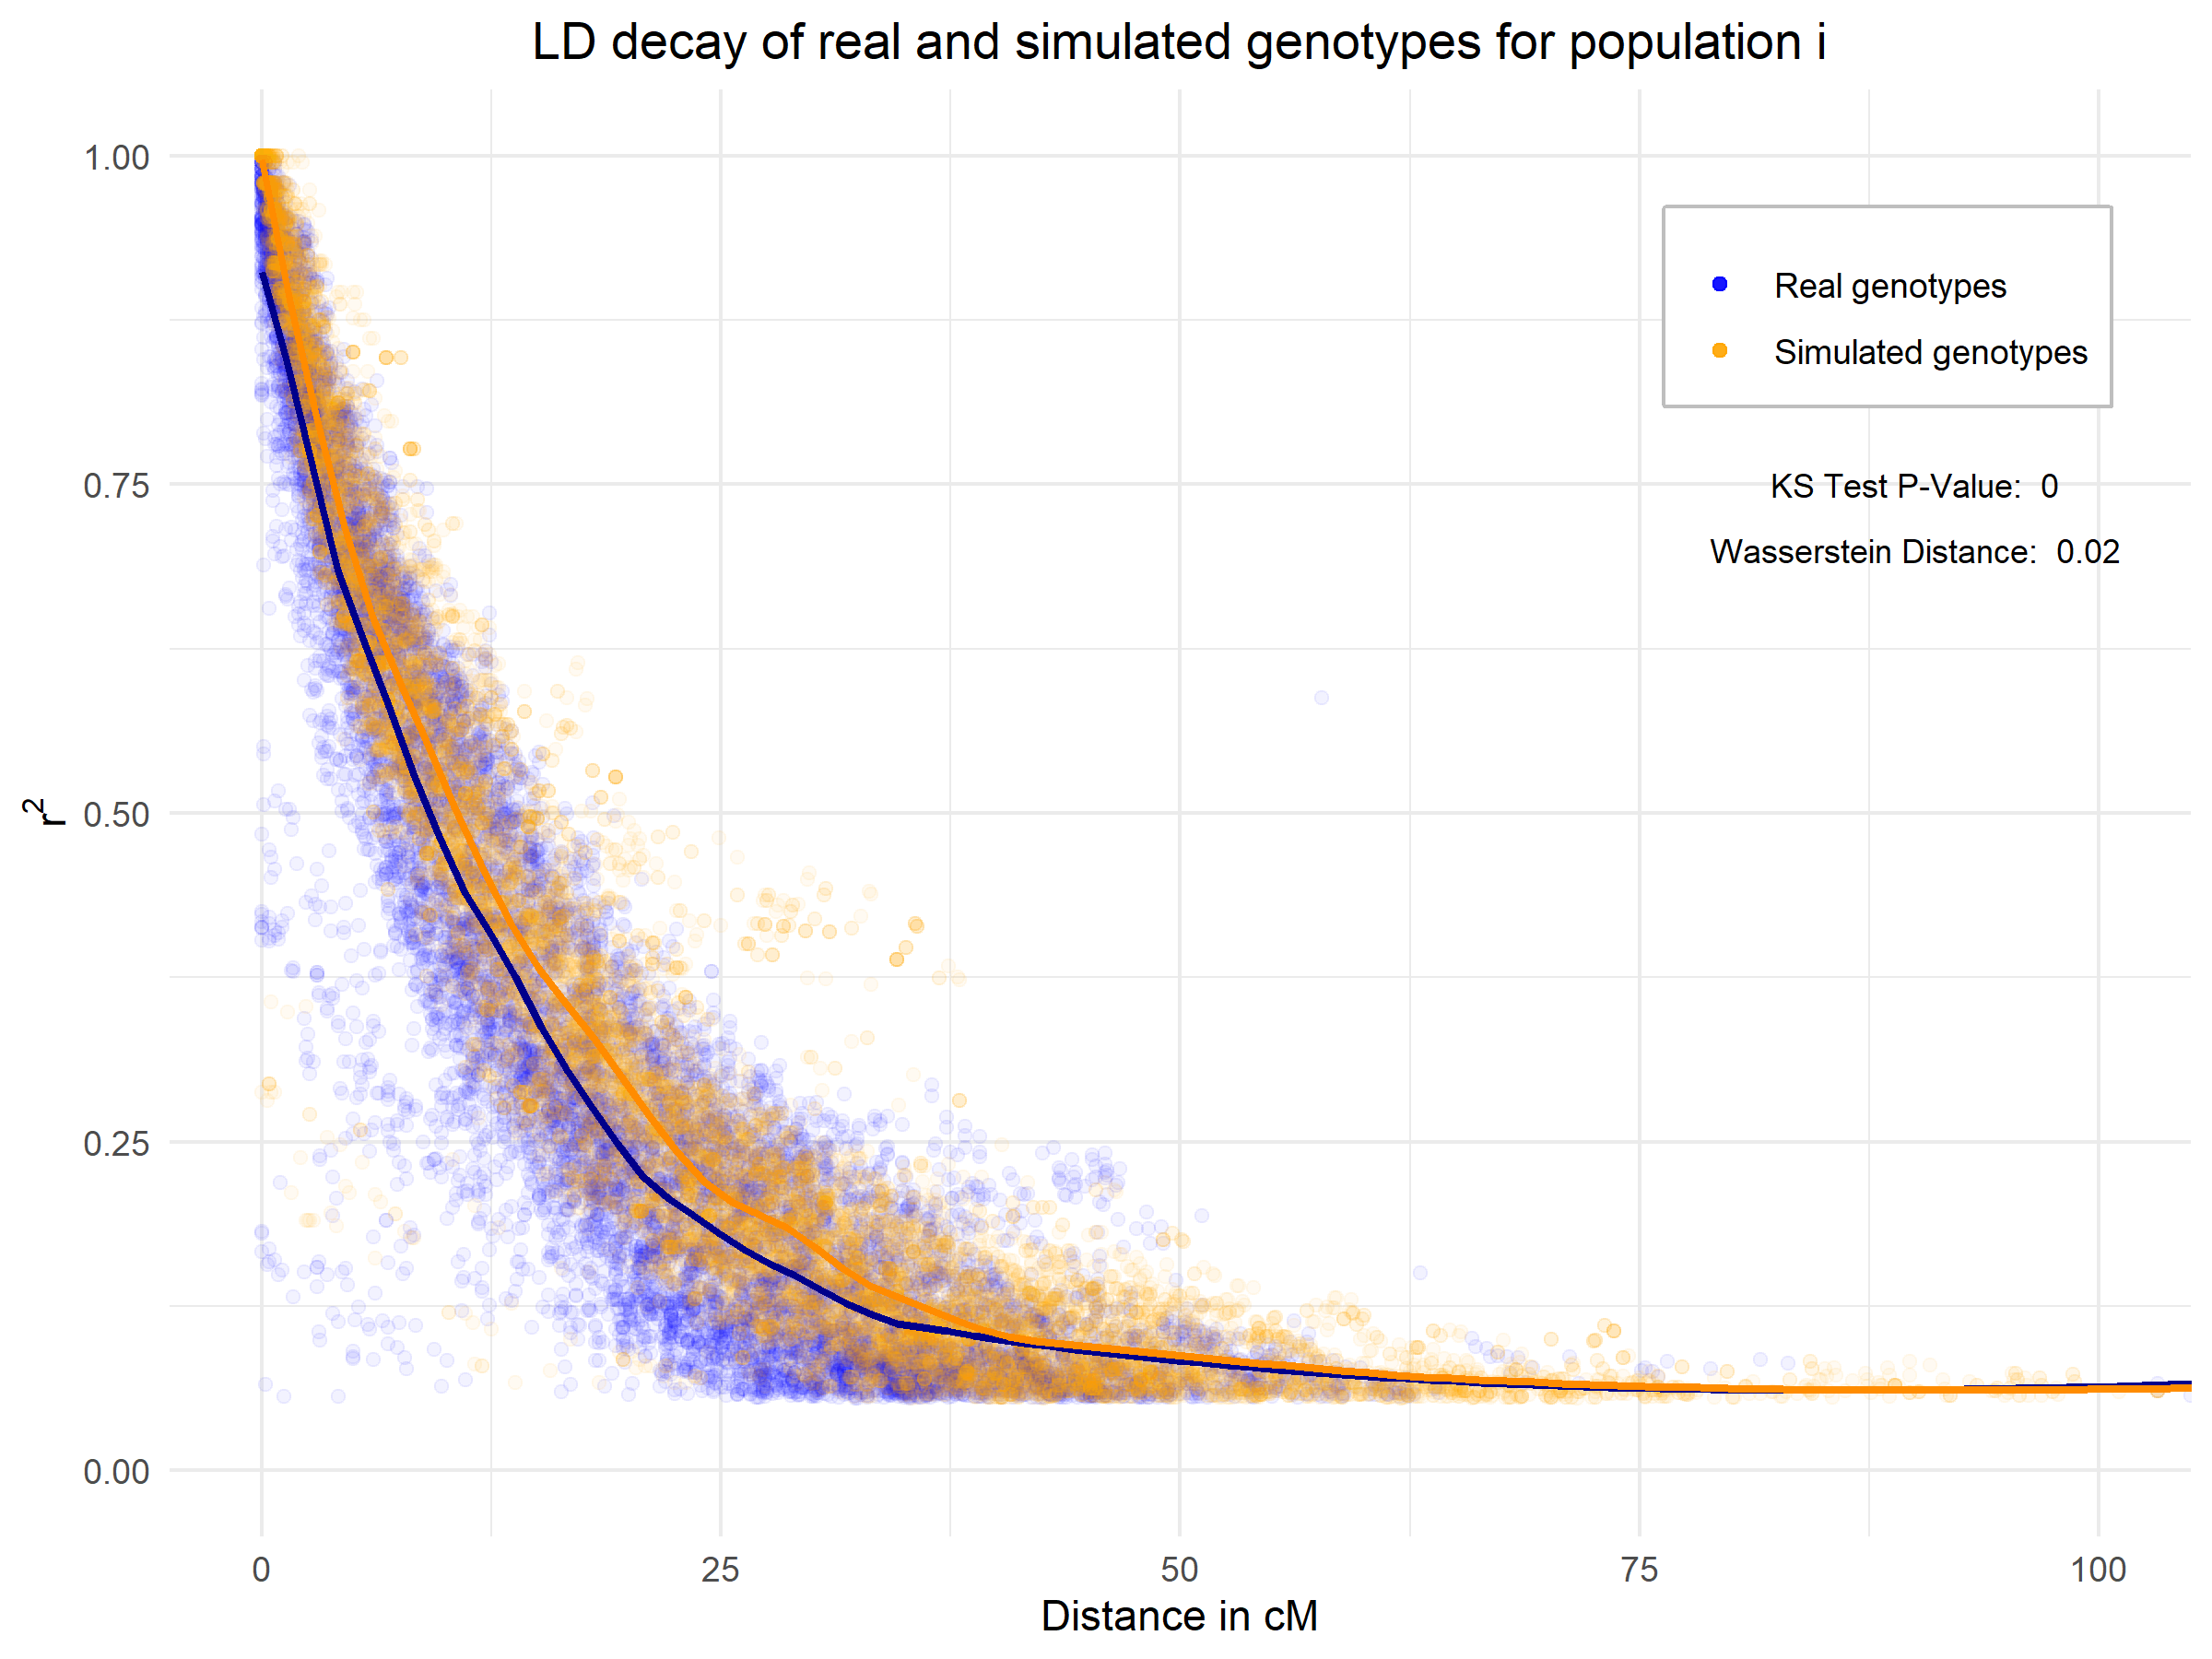 LD decay of real and simulated genotypes for population i
1.00
0.75
0.50
0.25
0.00
r²
Real genotypes
Simulated genotypes
KS Test P-Value: 0
Wasserstein Distance: 0.02
0 25 50 75 100
Distance in cM